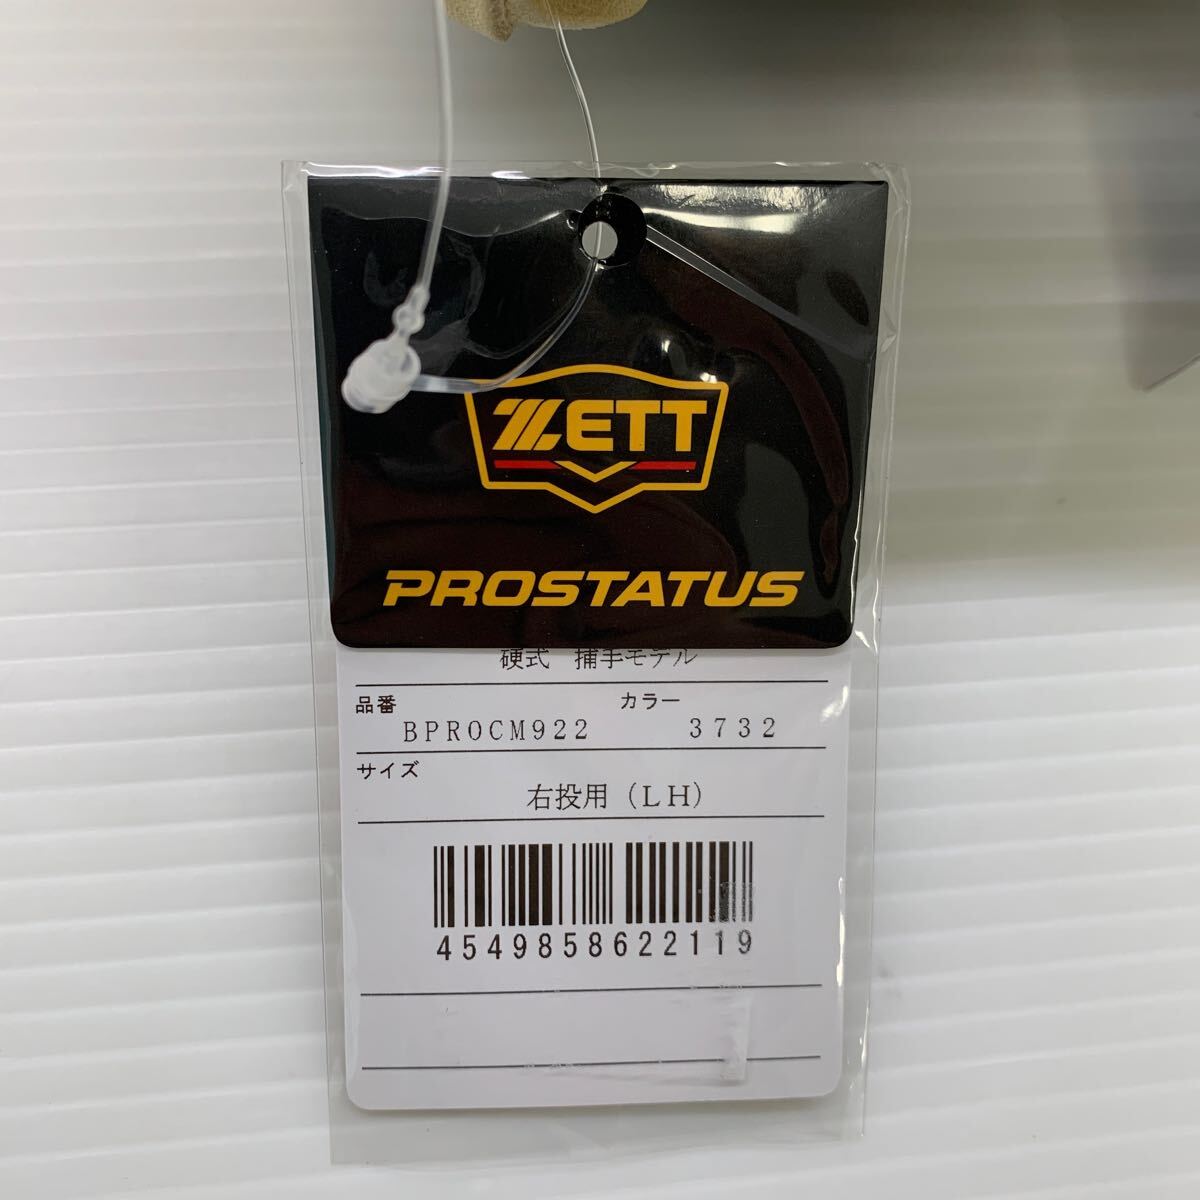 ZETT
PROSTATUS
硬式　捕手モデル
品番
カラー
BPROCM922
3732
サイズ
右投用（LH）
4549858622119